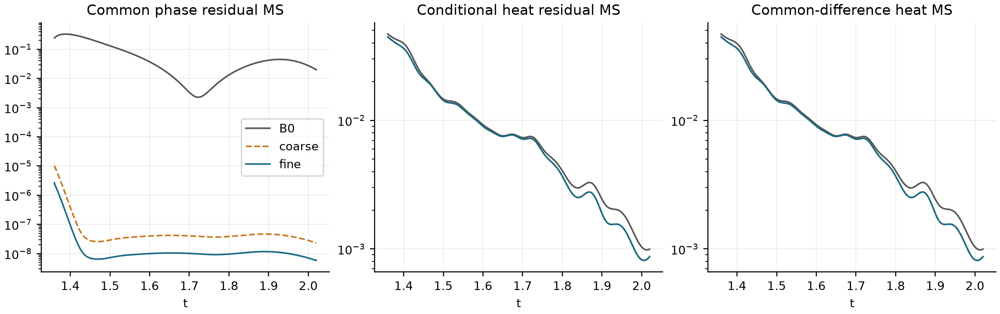 Common phase residual MS
10⁻¹
10⁻²
10⁻³
10⁻⁴
10⁻⁵
10⁻⁶
10⁻⁷
10⁻⁸
B0
coarse
fine
1.4 1.5 1.6 1.7 1.8 1.9 2.0
t
Conditional heat residual MS
10⁻²
10⁻³
1.4 1.5 1.6 1.7 1.8 1.9 2.0
t
Common-difference heat MS
10⁻²
10⁻³
1.4 1.5 1.6 1.7 1.8 1.9 2.0
t